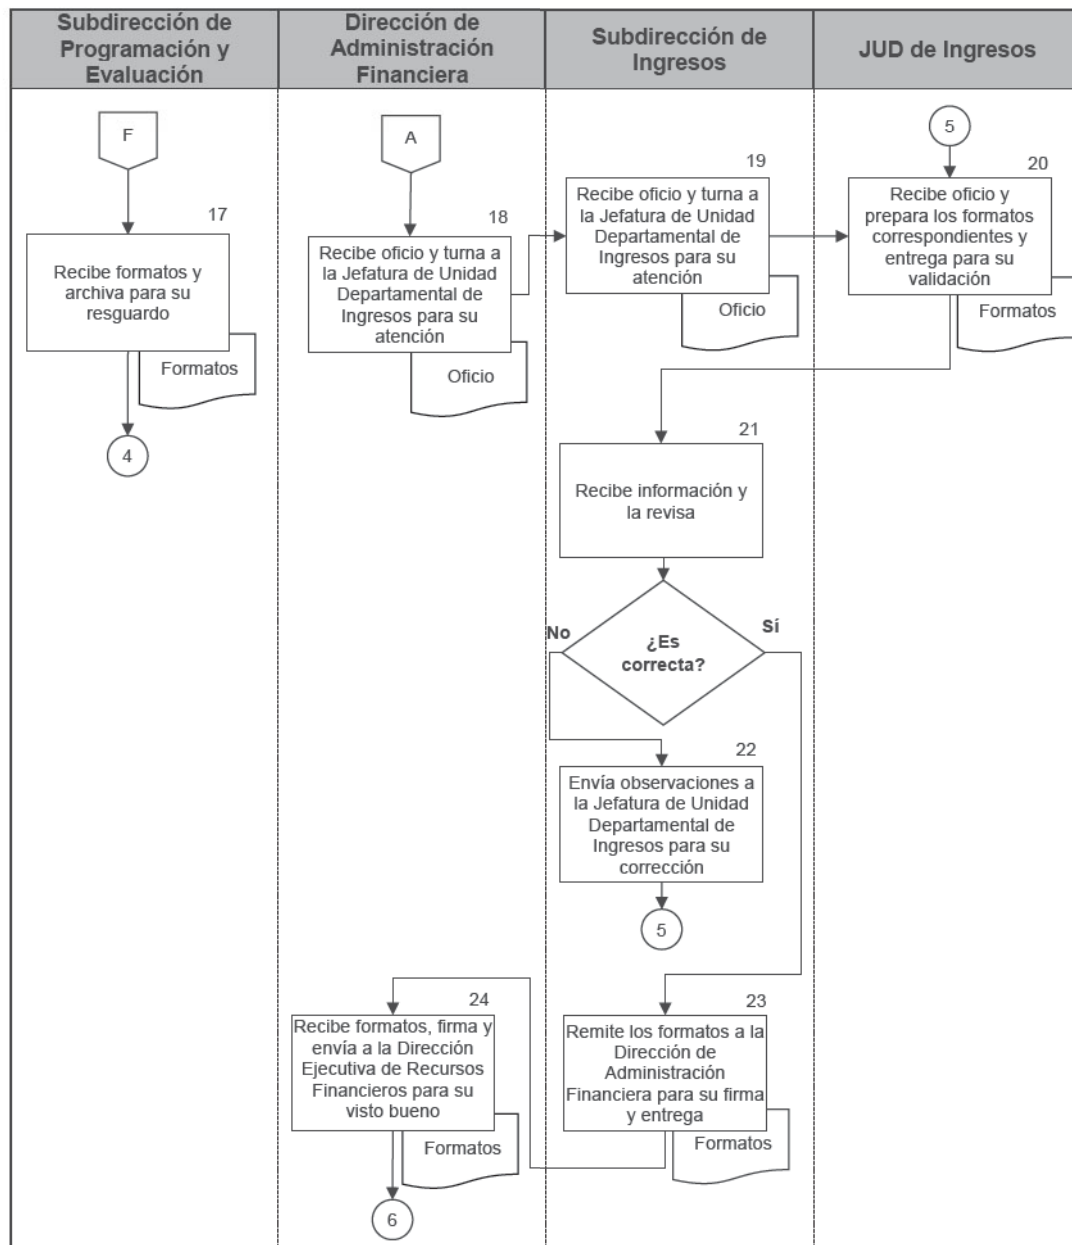 Subdirección de
Programación y
Evaluación
Dirección de
Administración
Financiera
Subdirección de
Ingresos
JUD de Ingresos
F
17
Recibe formatos y
archiva para su
resguardo
Formatos
4
A
18
Recibe oficio y turna a
la Jefatura de Unidad
Departamental de
Ingresos para su
atención
Oficio
19
Recibe oficio y turna a
la Jefatura de Unidad
Departamental de
Ingresos para su
atención
Oficio
5
20
Recibe oficio y
prepara los formatos
correspondientes y
entrega para su
validación
Formatos
21
Recibe información y
la revisa
No
¿Es
correcta?
Sí
22
Envía observaciones a
la Jefatura de Unidad
Departamental de
Ingresos para su
corrección
5
23
Remite los formatos a la
Dirección de
Administración
Financiera para su firma
y entrega
Formatos
24
Recibe formatos, firma y
envía a la Dirección
Ejecutiva de Recursos
Financieros para su
visto bueno
Formatos
6